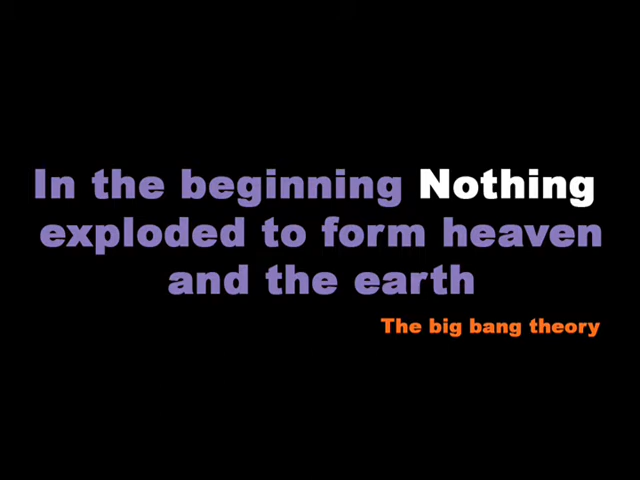 In the beginning Nothing
exploded to form heaven
and the earth
The big bang theory